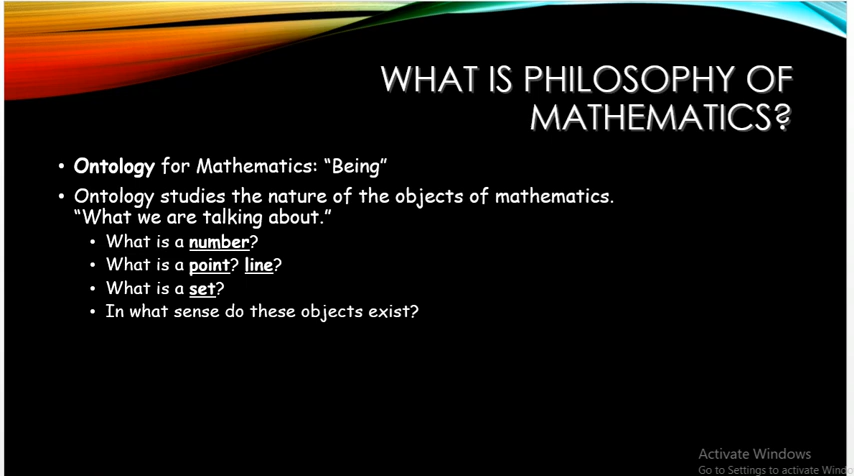 WHAT IS PHILOSOPHY OF
MATHEMATICS?
• Ontology for Mathematics: “Being”
• Ontology studies the nature of the objects of mathematics.
“What we are talking about.”
• What is a number?
• What is a point? line?
• What is a set?
• In what sense do these objects exist?
Activate Windows
Go to Settings to activate Windo